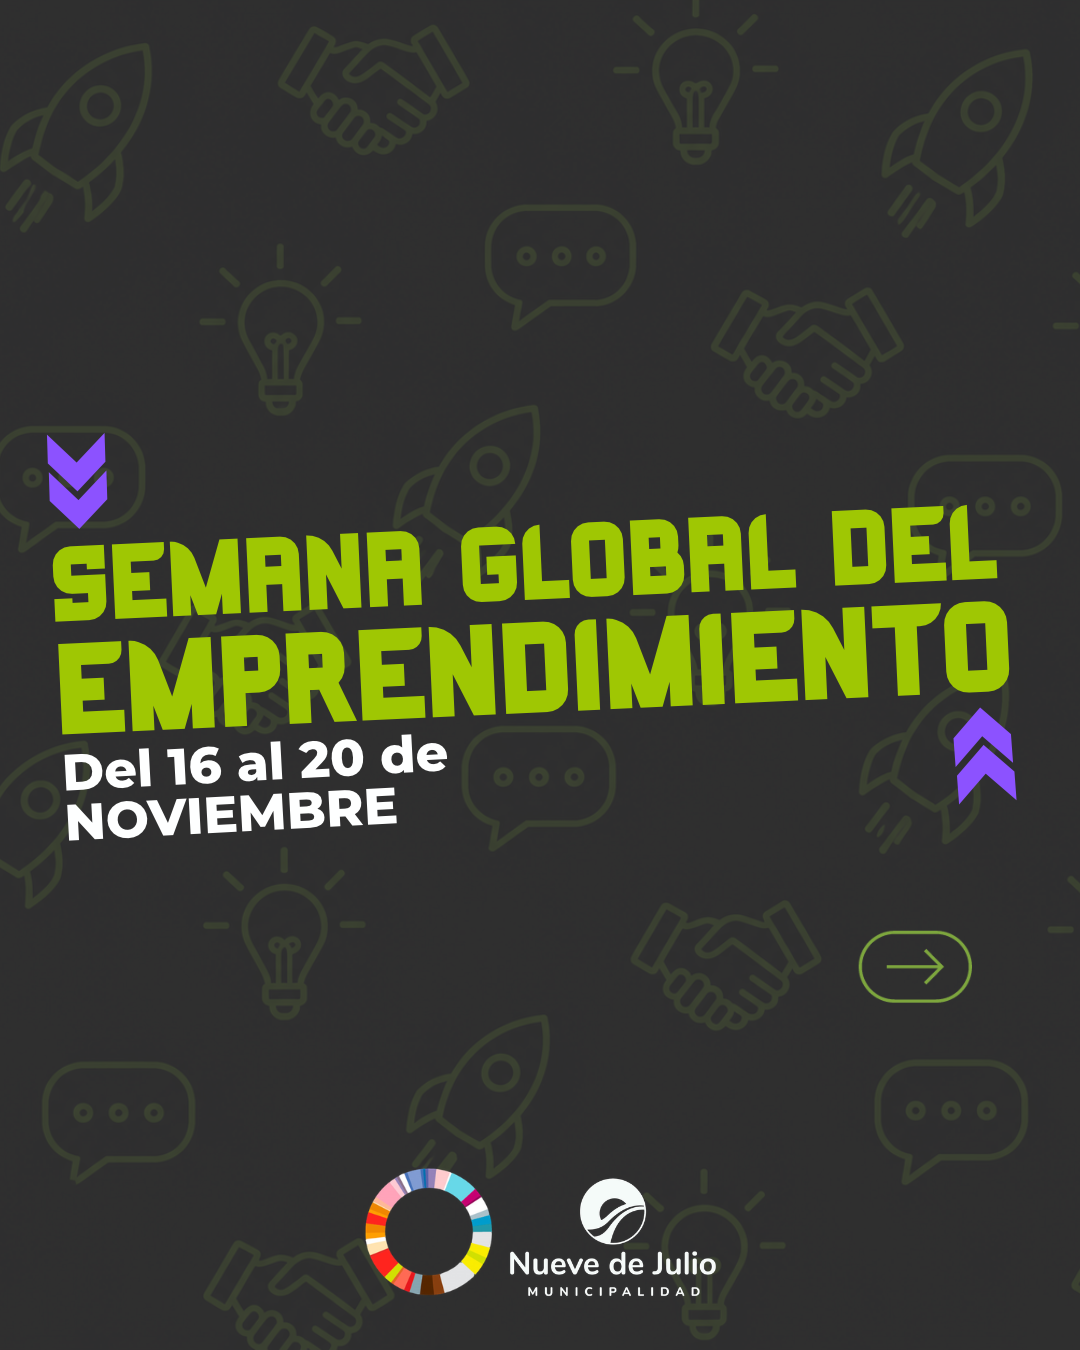 SEMANA GLOBAL DEL
EMPRENDIMIENTO
Del 16 al 20 de
NOVIEMBRE
Nueve de Julio
MUNICIPALIDAD